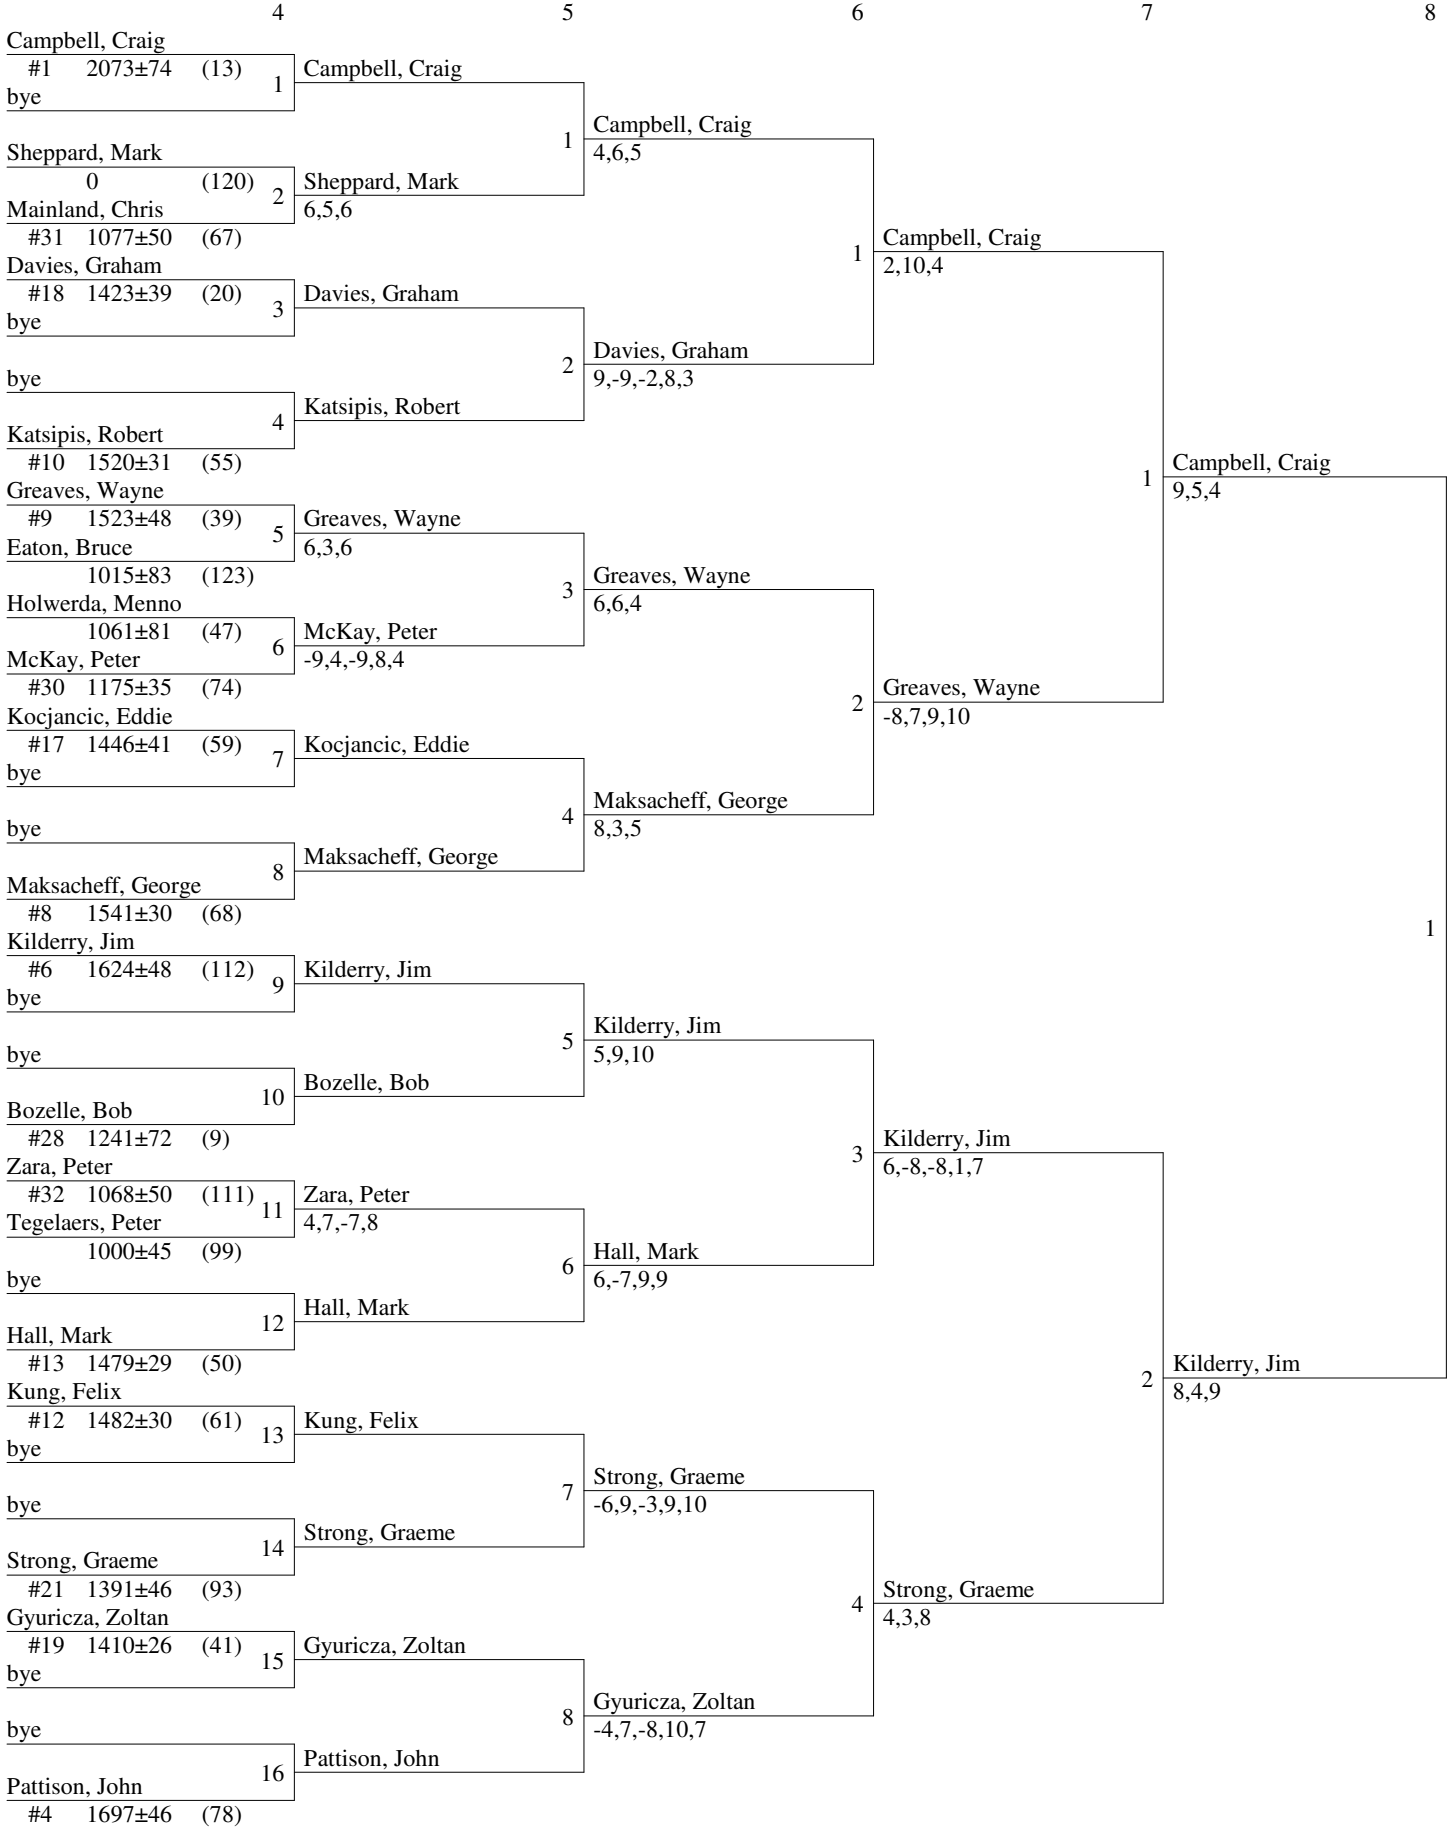 4 5 6 7 8
Campbell, Craig
#1 2073±74 (13)
1
Campbell, Craig
bye
1
Campbell, Craig
4,6,5
Sheppard, Mark
0 (120)
2
Sheppard, Mark
6,5,6
Mainland, Chris
#31 1077±50 (67)
1
Campbell, Craig
2,10,4
Davies, Graham
#18 1423±39 (20)
3
Davies, Graham
bye
2
Davies, Graham
9,-9,-2,8,3
bye
4
Katsipis, Robert
Katsipis, Robert
#10 1520±31 (55)
1
Campbell, Craig
9,5,4
Greaves, Wayne
#9 1523±48 (39)
5
Greaves, Wayne
6,3,6
Eaton, Bruce
1015±83 (123)
3
Greaves, Wayne
6,6,4
Holwerda, Menno
1061±81 (47)
6
McKay, Peter
-9,4,-9,8,4
McKay, Peter
#30 1175±35 (74)
2
Greaves, Wayne
-8,7,9,10
Kocjancic, Eddie
#17 1446±41 (59)
7
Kocjancic, Eddie
bye
4
Maksacheff, George
8,3,5
bye
8
Maksacheff, George
Maksacheff, George
#8 1541±30 (68)
1
Kilderry, Jim
#6 1624±48 (112)
9
Kilderry, Jim
bye
5
Kilderry, Jim
5,9,10
bye
10
Bozelle, Bob
Bozelle, Bob
#28 1241±72 (9)
3
Kilderry, Jim
6,-8,-8,1,7
Zara, Peter
#32 1068±50 (111)
11
Zara, Peter
4,7,-7,8
Tegelaers, Peter
1000±45 (99)
6
Hall, Mark
6,-7,9,9
bye
12
Hall, Mark
Hall, Mark
#13 1479±29 (50)
2
Kilderry, Jim
8,4,9
Kung, Felix
#12 1482±30 (61)
13
Kung, Felix
bye
7
Strong, Graeme
-6,9,-3,9,10
bye
14
Strong, Graeme
Strong, Graeme
#21 1391±46 (93)
4
Strong, Graeme
4,3,8
Gyuricza, Zoltan
#19 1410±26 (41)
15
Gyuricza, Zoltan
bye
8
Gyuricza, Zoltan
-4,7,-8,10,7
bye
16
Pattison, John
Pattison, John
#4 1697±46 (78)